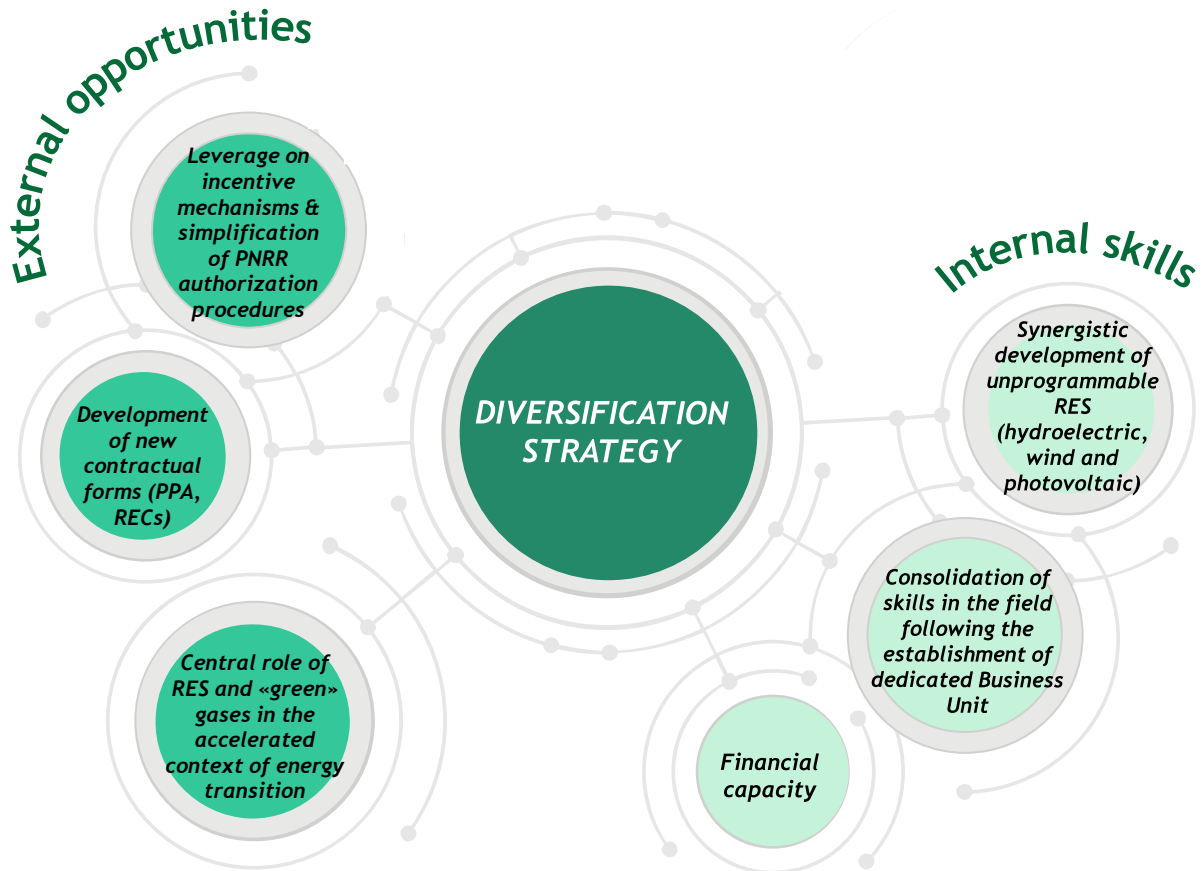 External opportunities
Leverage on
incentive
mechanisms &
simplification
of PNRR
authorization
procedures
Development
of new
contractual
forms (PPA,
RECs)
Central role of
RES and «green»
gases in the
accelerated
context of energy
transition
DIVERSIFICATION
STRATEGY
Internal skills
Synergistic
development of
unprogrammable
RES
(hydroelectric,
wind and
photovoltaic)
Consolidation of
skills in the field
following the
establishment of
dedicated Business
Unit
Financial
capacity